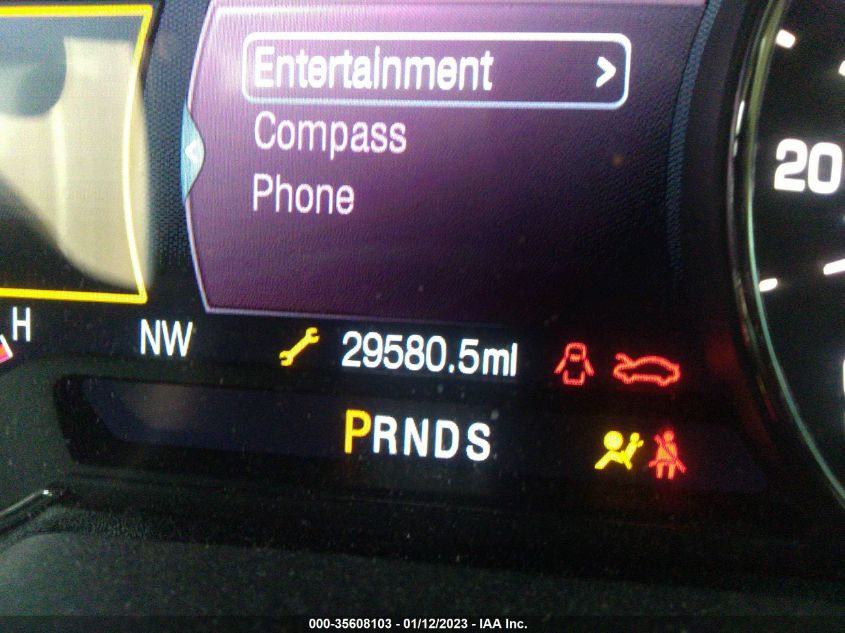 Entertainment >
Compass
Phone
20
H
NW
29580.5mi
PRNDS
000-35608103 - 01/12/2023 - IAA Inc.